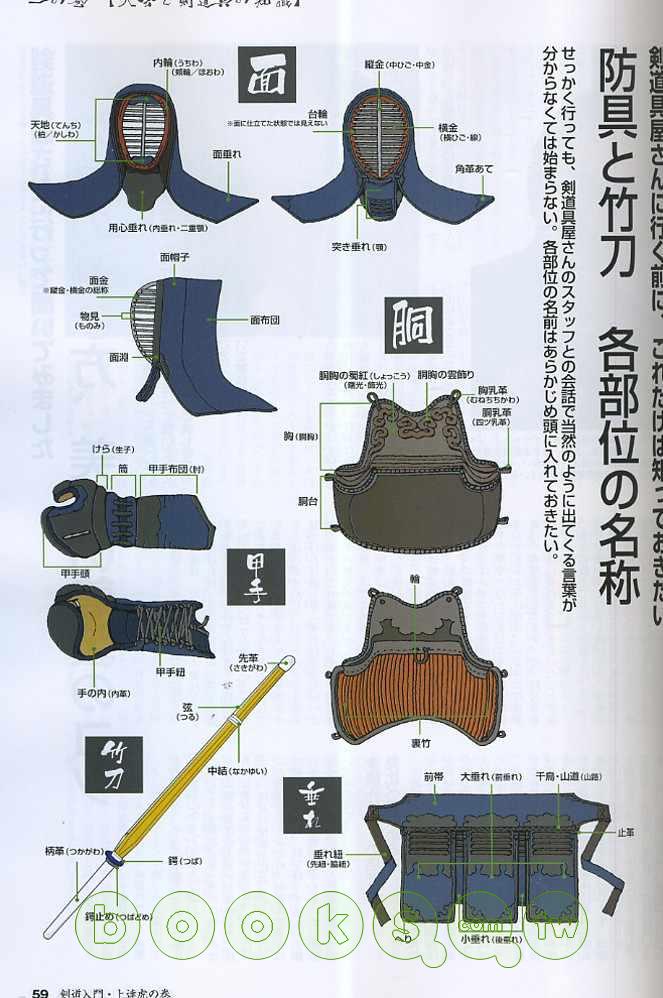 剣道具屋さんに行く前に、これだけは知っておきたい
防具と竹刀　各部位の名称
せっかく行っても、剣道具屋さんのスタッフとの会話で当然のように出てくる言葉が
分からなくては始まらない。各部位の名前はあらかじめ頭に入れておきたい。
面
内輪(うちわ)
(頬輪/ほおわ)
天地(てんち)
(柏/かしわ)
面垂れ
用心垂れ(内垂れ・二重顎)
縦金(中ひご・中金)
台輪
※面に仕立てた状態では見えない
横金
(横ひご・線)
角革あて
突き垂れ(顎)
面帽子
面金
※縦金・横金の総称
物見
(ものみ)
面淵
面布団
胴
胴胸の蜀紅(しょっこう)
(曙光・飾光)
胴胸の雲飾り
胸乳革
(むねちちかわ)
胴乳革
(四ツ乳革)
胸(胴胸)
胴台
輪
裏竹
甲手
けら(生子)
筒
甲手布団(肘)
甲手頭
手の内(内革)
甲手紐
竹刀
先革
(さきがわ)
弦
(つる)
中結(なかゆい)
柄革(つかがわ)
鍔(つば)
鍔止め(つばどめ)
垂れ
前帯
大垂れ(前垂れ)
千鳥・山道(山路)
止革
垂れ紐
(先紐・脇紐)
へり
小垂れ(後垂れ)
books.com.tw
59　剣道入門・上達虎の巻